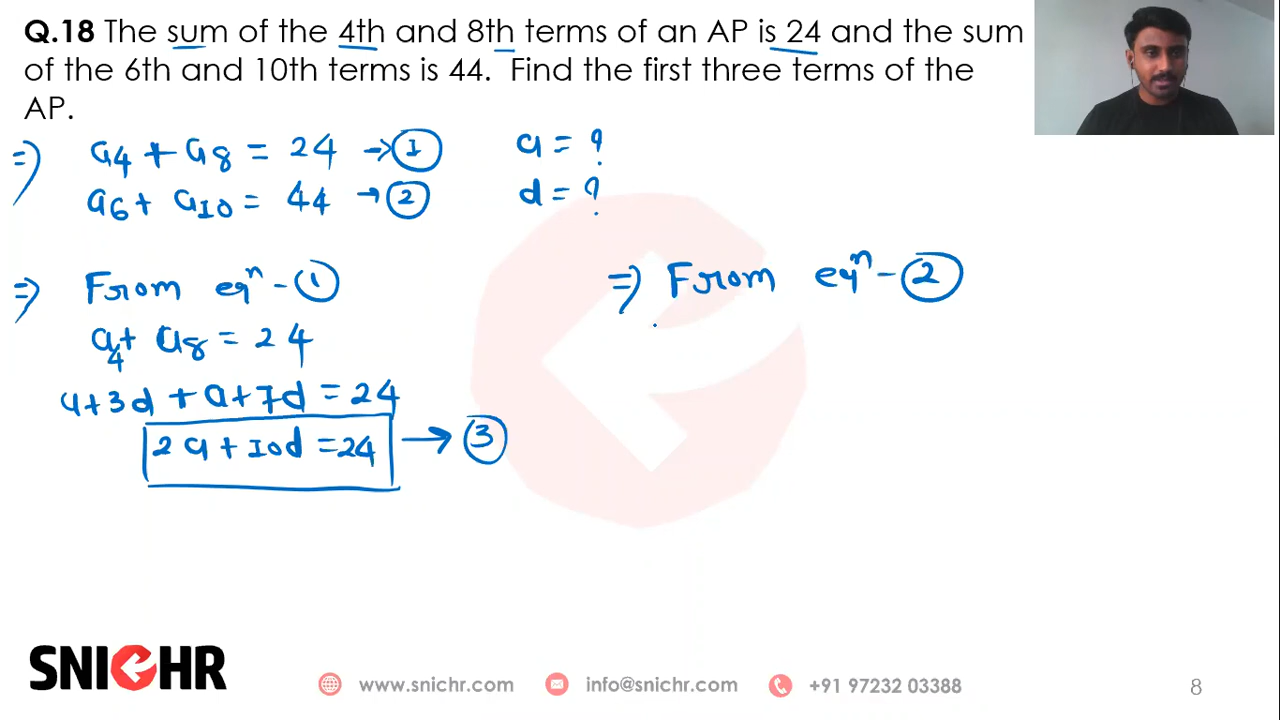 Q.18 The sum of the 4th and 8th terms of an AP is 24 and the sum
of the 6th and 10th terms is 44. Find the first three terms of the
AP.
=> a4 + a8 = 24 → ① a = ?
a6 + a10 = 44 → ② d = ?
=> From eqⁿ - ①
a4 + a8 = 24
a+3d + a+7d = 24
2a + 10d = 24 → ③
=> From eqⁿ - ②
SNICHR
www.snichr.com info@snichr.com +91 97232 03388 8